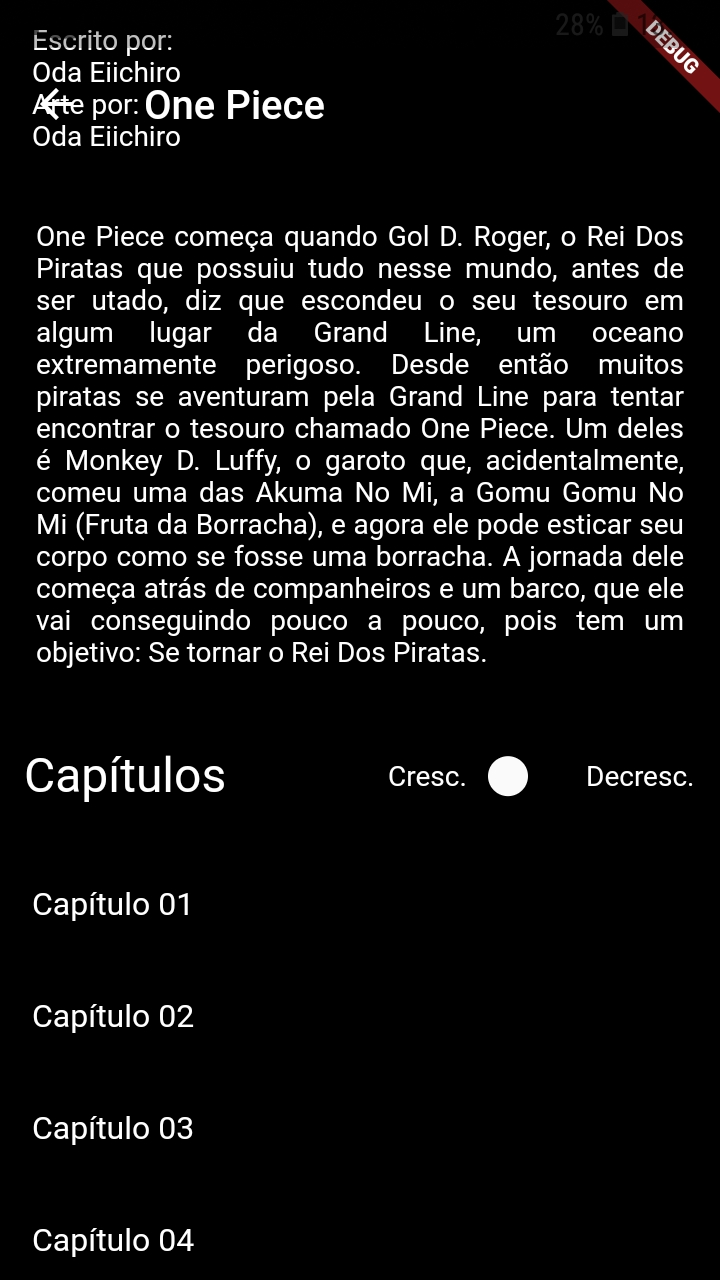 28%
DEBUG
Escrito por:
Oda Eiichiro
Arte por:
One Piece
Oda Eiichiro
One Piece começa quando Gol D. Roger, o Rei Dos
Piratas que possuiu tudo nesse mundo, antes de
ser utado, diz que escondeu o seu tesouro em
algum lugar da Grand Line, um oceano
extremamente perigoso. Desde então muitos
piratas se aventuram pela Grand Line para tentar
encontrar o tesouro chamado One Piece. Um deles
é Monkey D. Luffy, o garoto que, acidentalmente,
comeu uma das Akuma No Mi, a Gomu Gomu No
Mi (Fruta da Borracha), e agora ele pode esticar seu
corpo como se fosse uma borracha. A jornada dele
começa atrás de companheiros e um barco, que ele
vai conseguindo pouco a pouco, pois tem um
objetivo: Se tornar o Rei Dos Piratas.
Capítulos
Cresc.
Decresc.
Capítulo 01
Capítulo 02
Capítulo 03
Capítulo 04